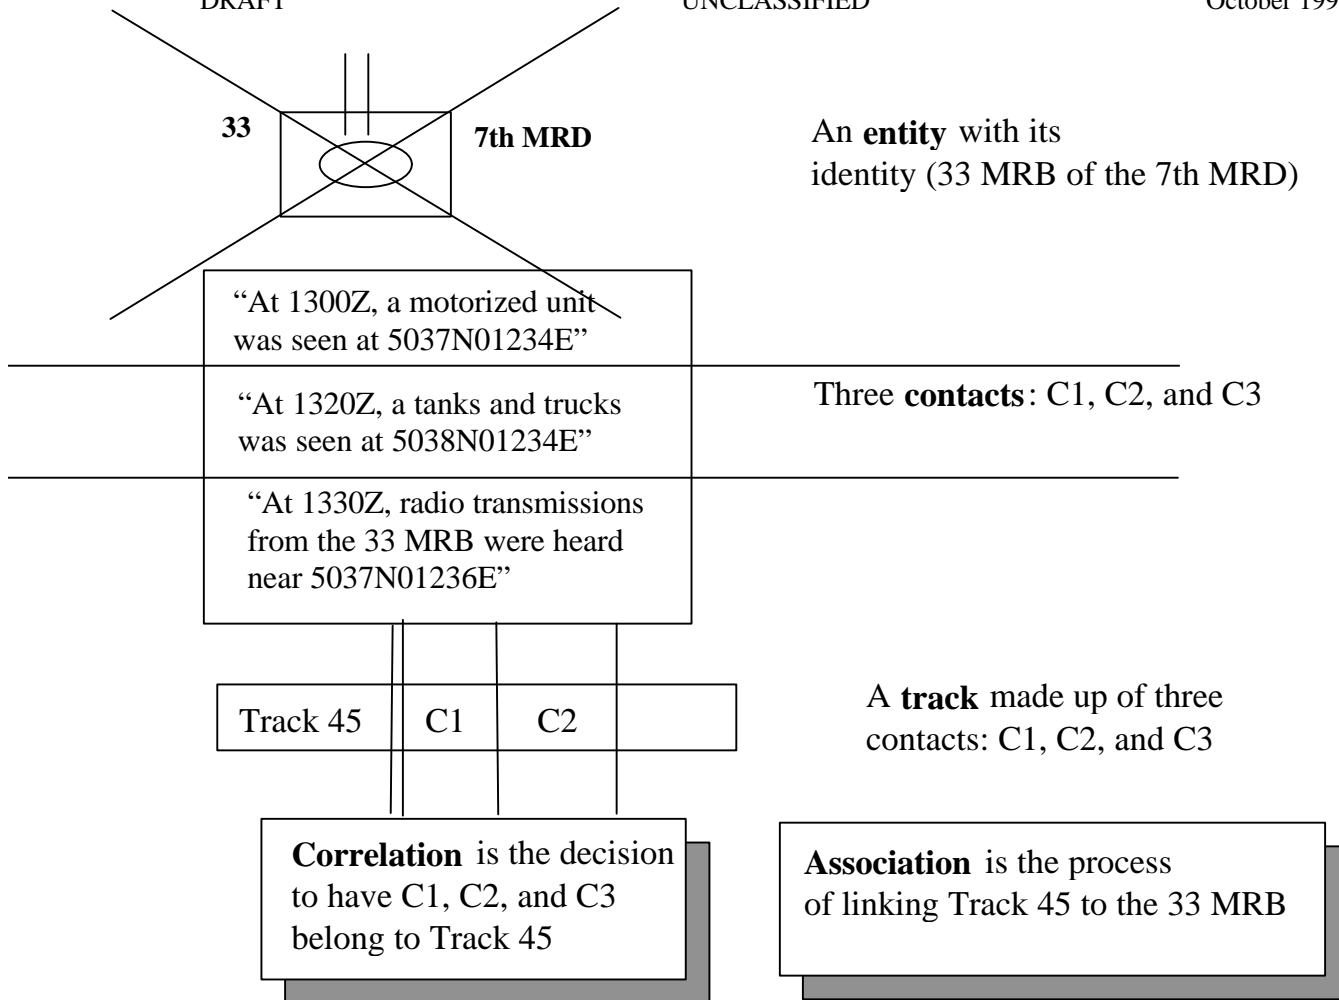 DRAFT UNCLASSIFIED October 199
33 7th MRD
An entity with its
identity (33 MRB of the 7th MRD)
“At 1300Z, a motorized unit
was seen at 5037N01234E”
“At 1320Z, a tanks and trucks
was seen at 5038N01234E”
Three contacts: C1, C2, and C3
“At 1330Z, radio transmissions
from the 33 MRB were heard
near 5037N01236E”
Track 45 C1 C2
A track made up of three
contacts: C1, C2, and C3
Correlation is the decision
to have C1, C2, and C3
belong to Track 45
Association is the process
of linking Track 45 to the 33 MRB